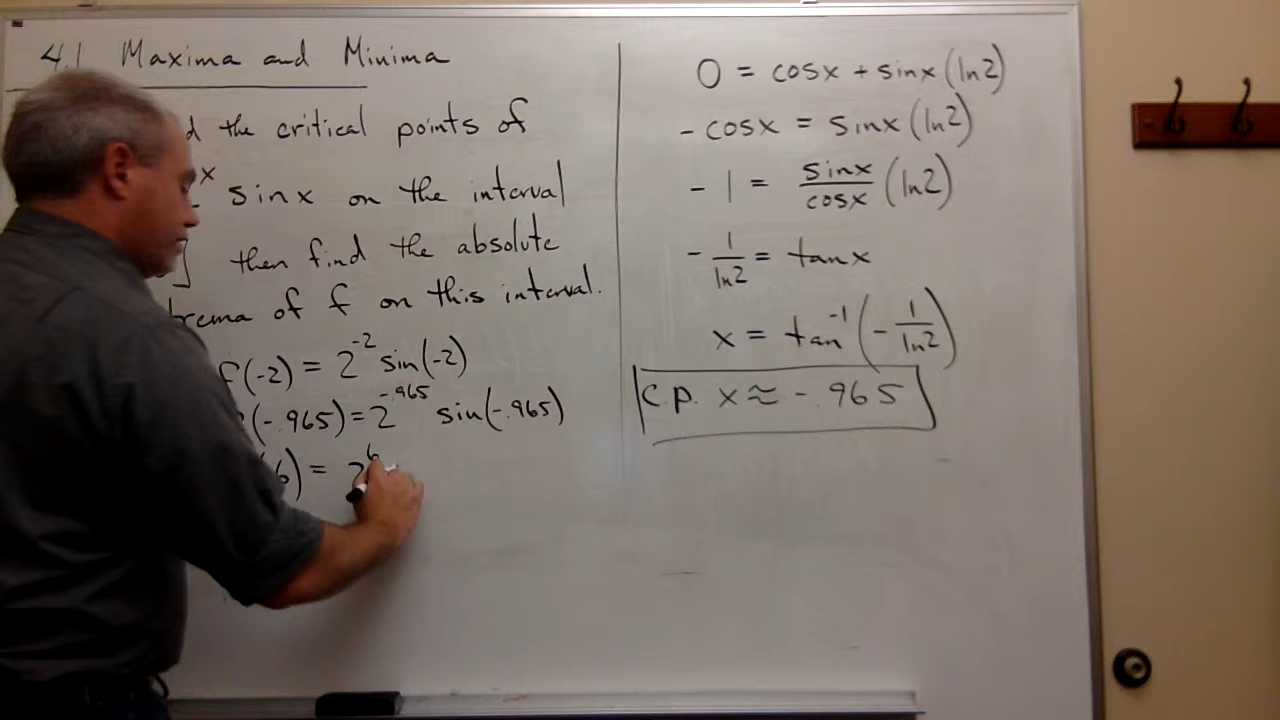 4.1 Maxima and Minima
the critical points of
x sinx on the interval
] then find the absolute
of f on this interval.
f(-2) = 2^-2 sin(-2)
(-.965) = 2^-.965 sin(-.965)
6) = 2^6
0 = cosx + sinx (ln2)
- cosx = sinx (ln2)
- 1 = sinx/cosx (ln2)
- 1/ln2 = tanx
x = tan^-1 (- 1/ln2)
C.P. x ≈ -.965